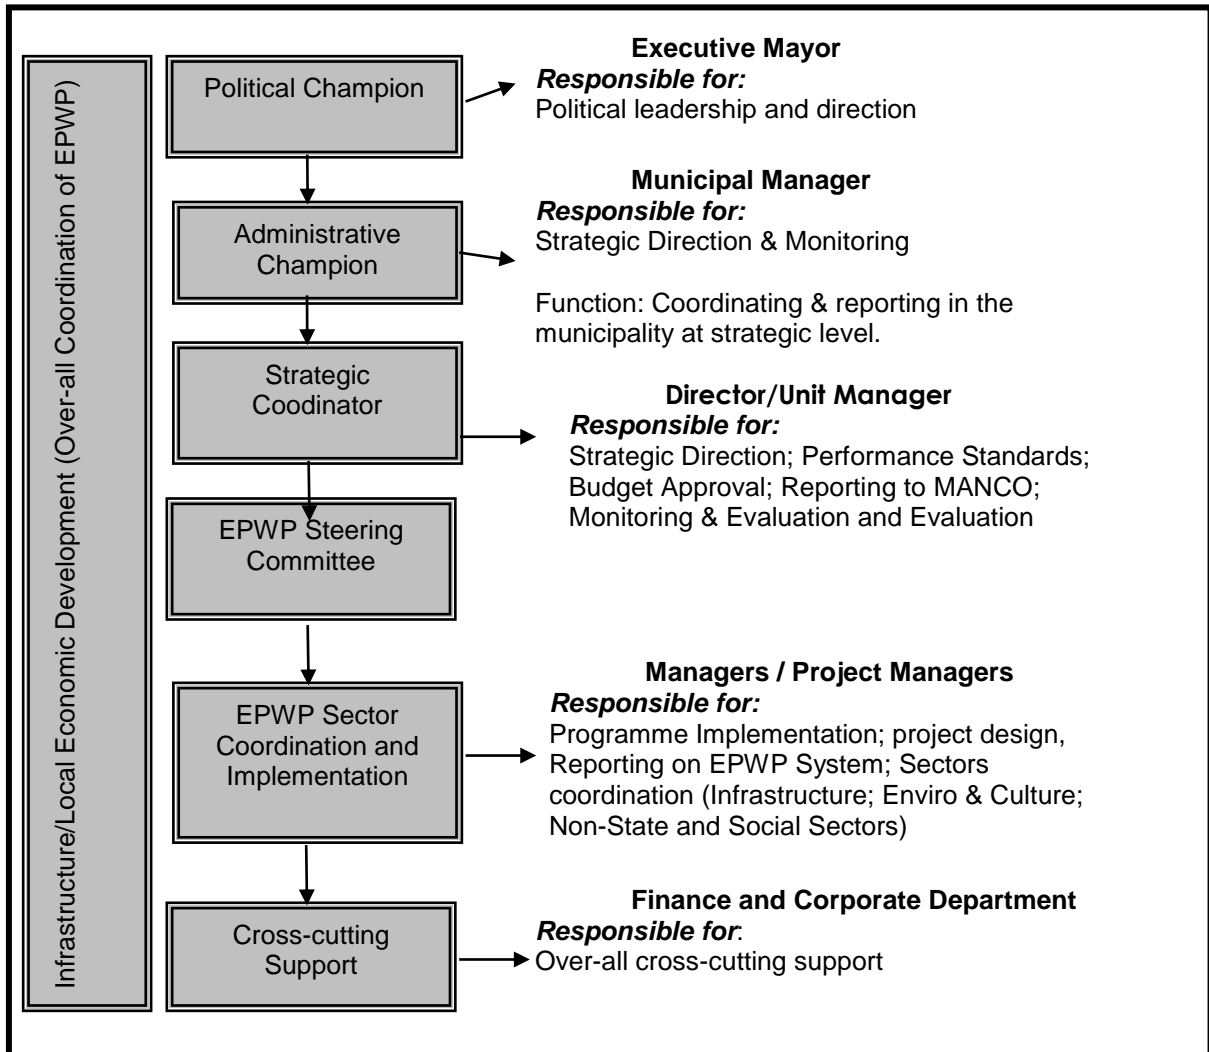 Infrastructure/Local Economic Development (Over-all Coordination of EPWP)
Political Champion
Executive Mayor
Responsible for:
Political leadership and direction
Administrative
Champion
Municipal Manager
Responsible for:
Strategic Direction & Monitoring
Function: Coordinating & reporting in the
municipality at strategic level.
Strategic
Coodinator
Director/Unit Manager
Responsible for:
Strategic Direction; Performance Standards;
Budget Approval; Reporting to MANCO;
Monitoring & Evaluation and Evaluation
EPWP Steering
Committee
EPWP Sector
Coordination and
Implementation
Managers / Project Managers
Responsible for:
Programme Implementation; project design,
Reporting on EPWP System; Sectors
coordination (Infrastructure; Enviro & Culture;
Non-State and Social Sectors)
Cross-cutting
Support
Finance and Corporate Department
Responsible for:
Over-all cross-cutting support